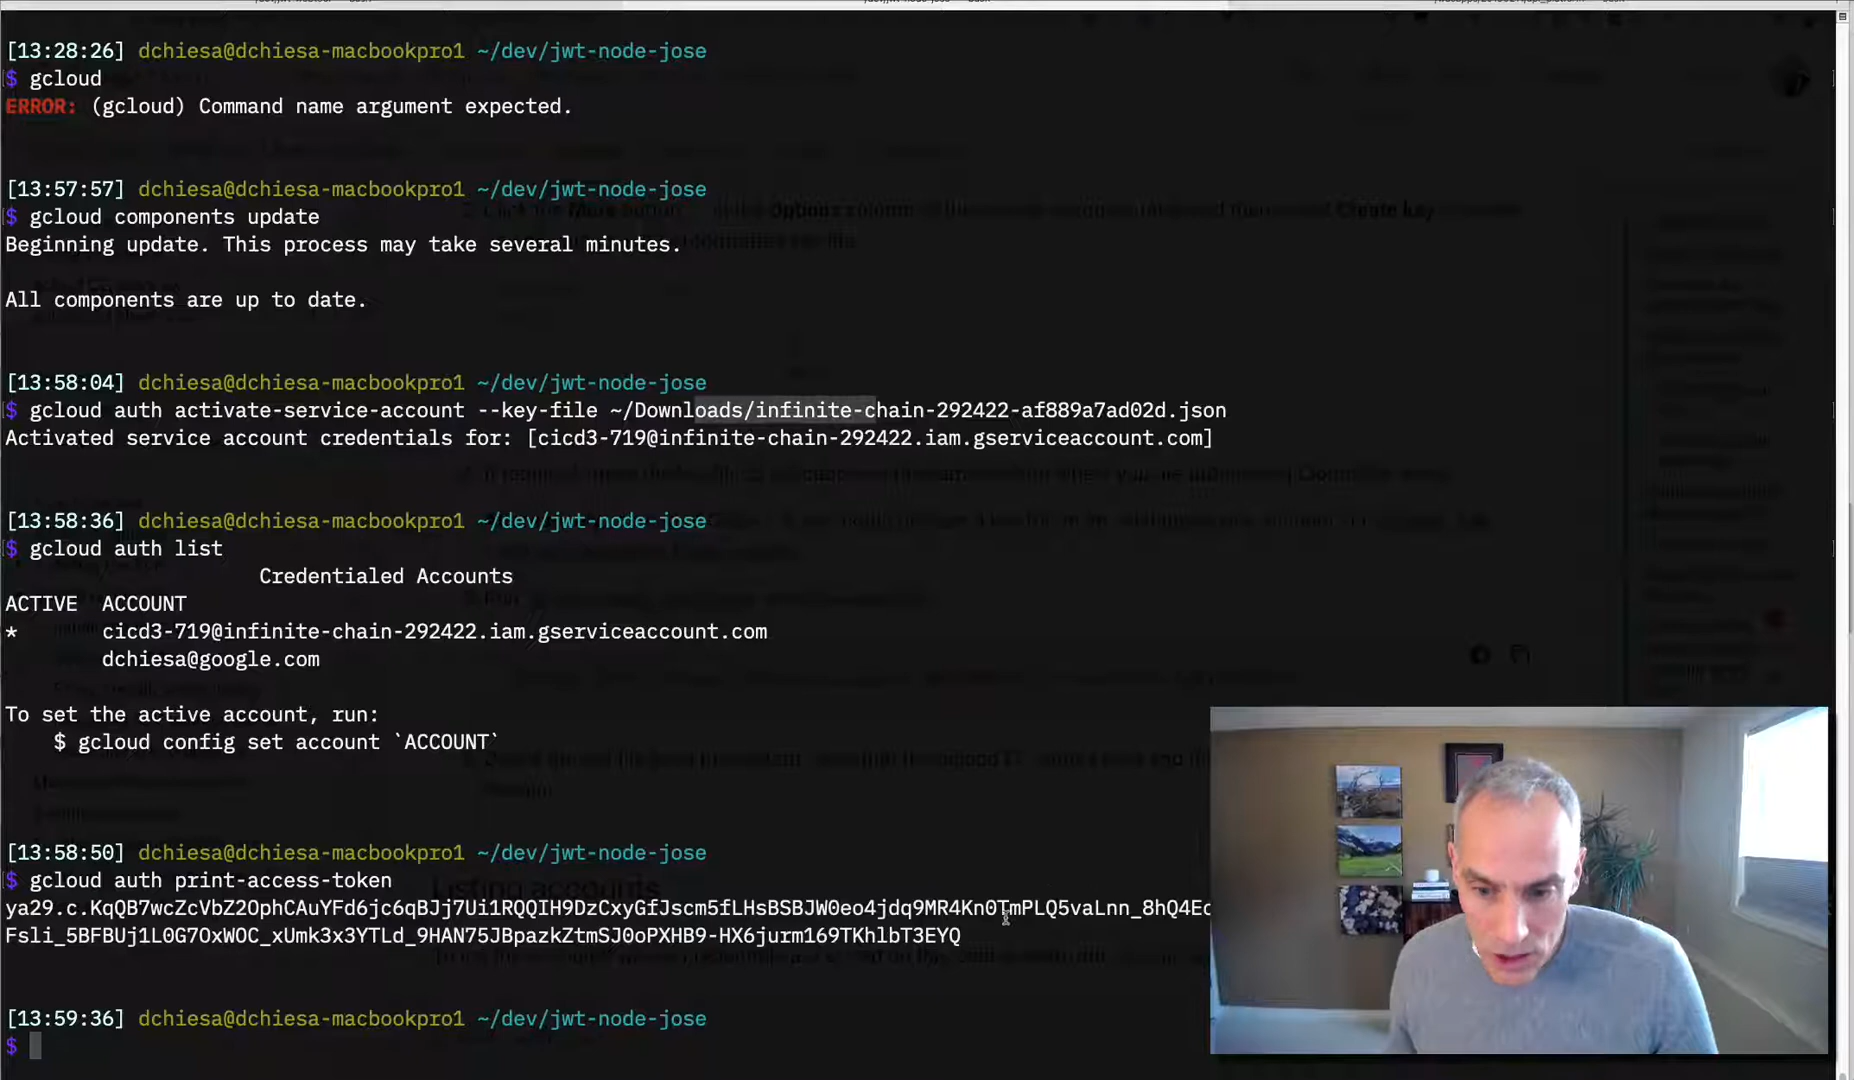 [13:28:26] dchiesa@dchiesa-macbookpro1 ~/dev/jwt-node-jose
$ gcloud
ERROR: (gcloud) Command name argument expected.
[13:57:57] dchiesa@dchiesa-macbookpro1 ~/dev/jwt-node-jose
$ gcloud components update
Beginning update. This process may take several minutes.
All components are up to date.
[13:58:04] dchiesa@dchiesa-macbookpro1 ~/dev/jwt-node-jose
$ gcloud auth activate-service-account --key-file ~/Downloads/infinite-chain-292422-af889a7ad02d.json
Activated service account credentials for: [cicd3-719@infinite-chain-292422.iam.gserviceaccount.com]
[13:58:36] dchiesa@dchiesa-macbookpro1 ~/dev/jwt-node-jose
$ gcloud auth list
Credentialed Accounts
ACTIVE ACCOUNT
* cicd3-719@infinite-chain-292422.iam.gserviceaccount.com
dchiesa@google.com
To set the active account, run:
$ gcloud config set account `ACCOUNT`
[13:58:50] dchiesa@dchiesa-macbookpro1 ~/dev/jwt-node-jose
$ gcloud auth print-access-token
ya29.c.KqQB7wcZcVbZ2OphCAuYFd6jc6qBJj7Ui1RQQIH9DzCxyGfJscm5fLHsBSBJW0eo4jdq9MR4Kn0TmPLQ5vaLnn_8hQ4Ec
Fsli_5BFBUj1L0G7OxWOC_xUmk3x3YTLd_9HAN75JBpazkZtmSJ0oPXHB9-HX6jurm169TKhlbT3EYQ
Listing accounts
[13:59:36] dchiesa@dchiesa-macbookpro1 ~/dev/jwt-node-jose
$